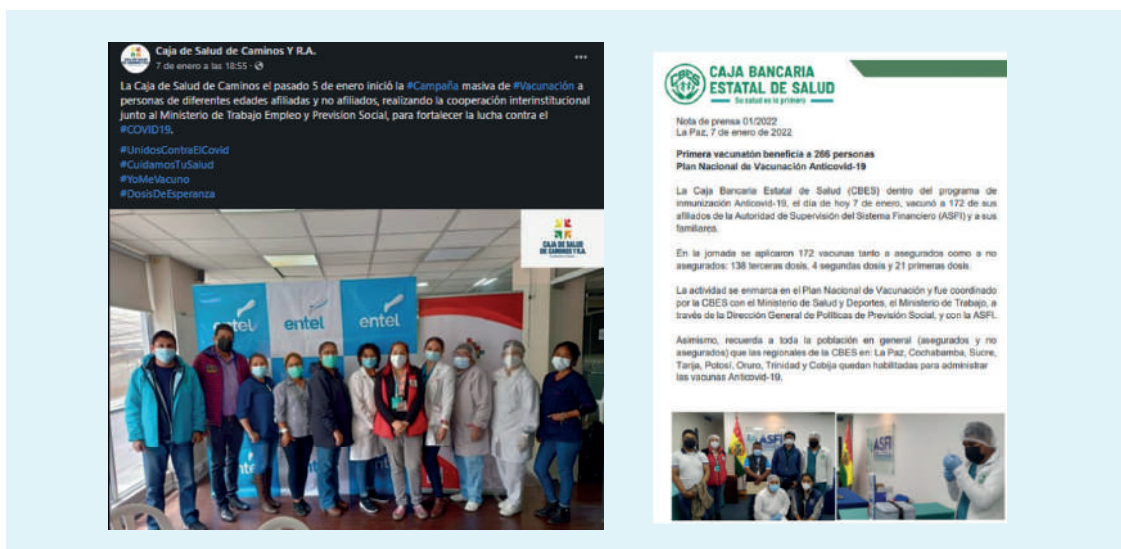 Caja de Salud de Caminos Y R.A.
7 de enero a las 18:55 ·
La Caja de Salud de Caminos el pasado 5 de enero inició la #Campaña masiva de #Vacunación a
personas de diferentes edades afiliadas y no afiliados, realizando la cooperación interinstitucional
junto al Ministerio de Trabajo Empleo y Prevision Social, para fortalecer la lucha contra el
#COVID19.
#UnidosContraElCovid
#CuidamosTuSalud
#YoMeVacuno
#DosisDeEsperanza
CAJA DE SALUD
DE CAMINOS Y R.A.
entel
entel
entel
CAJA BANCARIA
ESTATAL DE SALUD
Su salud es lo primero
CBES
Nota de prensa 01/2022
La Paz, 7 de enero de 2022
Primera vacunatón beneficia a 266 personas
Plan Nacional de Vacunación Anticovid-19
La Caja Bancaria Estatal de Salud (CBES) dentro del programa de
inmunización Anticovid-19, el día de hoy 7 de enero, vacunó a 172 de sus
afiliados de la Autoridad de Supervisión del Sistema Financiero (ASFI) y a sus
familiares.
En la jornada se aplicaron 172 vacunas tanto a asegurados como a no
asegurados: 138 terceras dosis, 4 segundas dosis y 21 primeras dosis.
La actividad se enmarca en el Plan Nacional de Vacunación y fue coordinado
por la CBES con el Ministerio de Salud y Deportes, el Ministerio de Trabajo, a
través de la Dirección General de Políticas de Previsión Social, y con la ASFI.
Asimismo, recuerda a toda la población en general (asegurados y no
asegurados) que las regionales de la CBES en: La Paz, Cochabamba, Sucre,
Tarija, Potosí, Oruro, Trinidad y Cobija quedan habilitadas para administrar
las vacunas Anticovid-19.
ASFI
ASFI